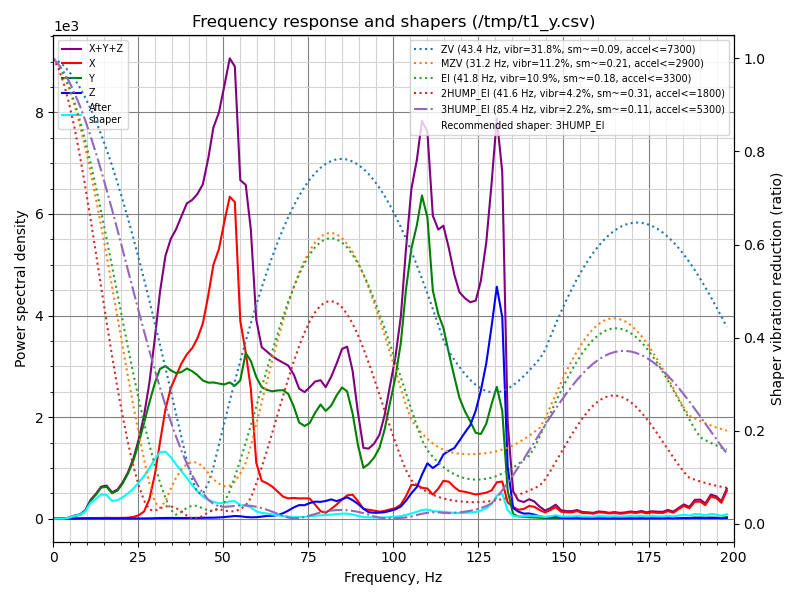 Frequency response and shapers (/tmp/t1_y.csv)
1e3
X+Y+Z
X
Y
Z
After
shaper
ZV (43.4 Hz, vibr=31.8%, sm~=0.09, accel<=7300)
MZV (31.2 Hz, vibr=11.2%, sm~=0.21, accel<=2900)
EI (41.8 Hz, vibr=10.9%, sm~=0.18, accel<=3300)
2HUMP_EI (41.6 Hz, vibr=4.2%, sm~=0.31, accel<=1800)
3HUMP_EI (85.4 Hz, vibr=2.2%, sm~=0.11, accel<=5300)
Recommended shaper: 3HUMP_EI
Power spectral density
8
6
4
2
0
1.0
0.8
0.6
0.4
0.2
0.0
Shaper vibration reduction (ratio)
0 25 50 75 100 125 150 175 200
Frequency, Hz